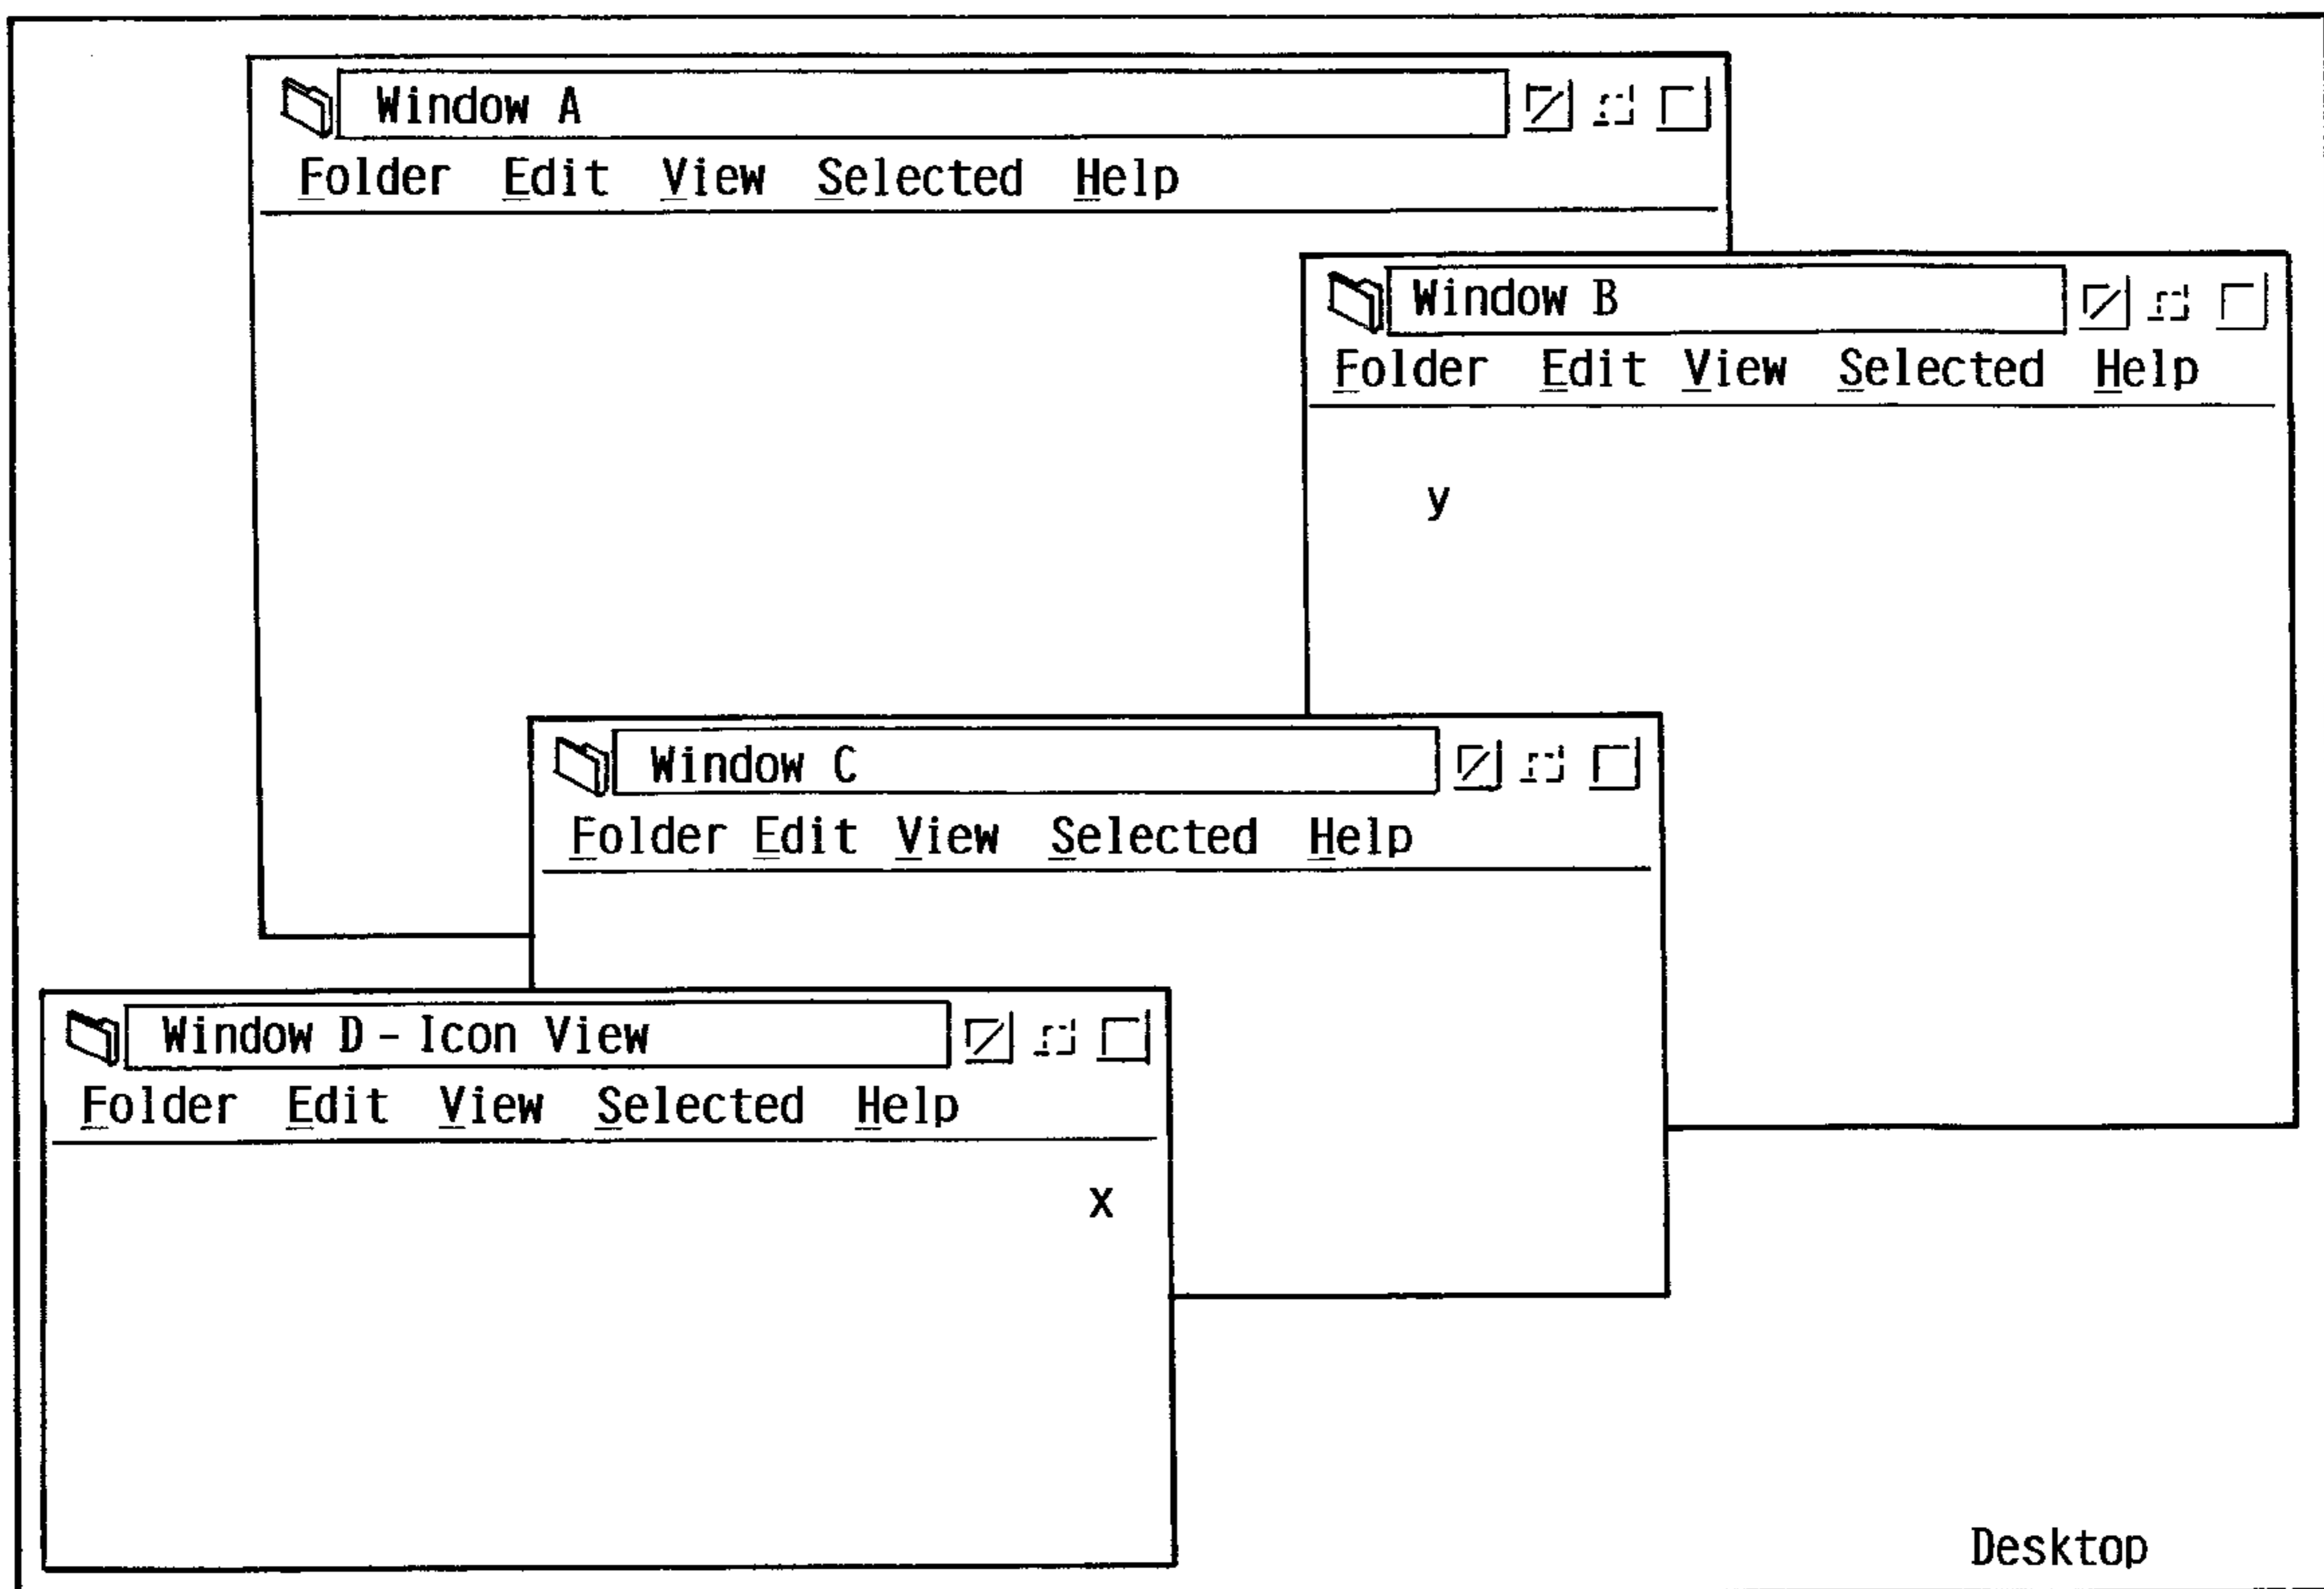 Window A
Folder Edit View Selected Help
Window B
Folder Edit View Selected Help
y
Window C
Folder Edit View Selected Help
Window D - Icon View
Folder Edit View Selected Help
x
Desktop